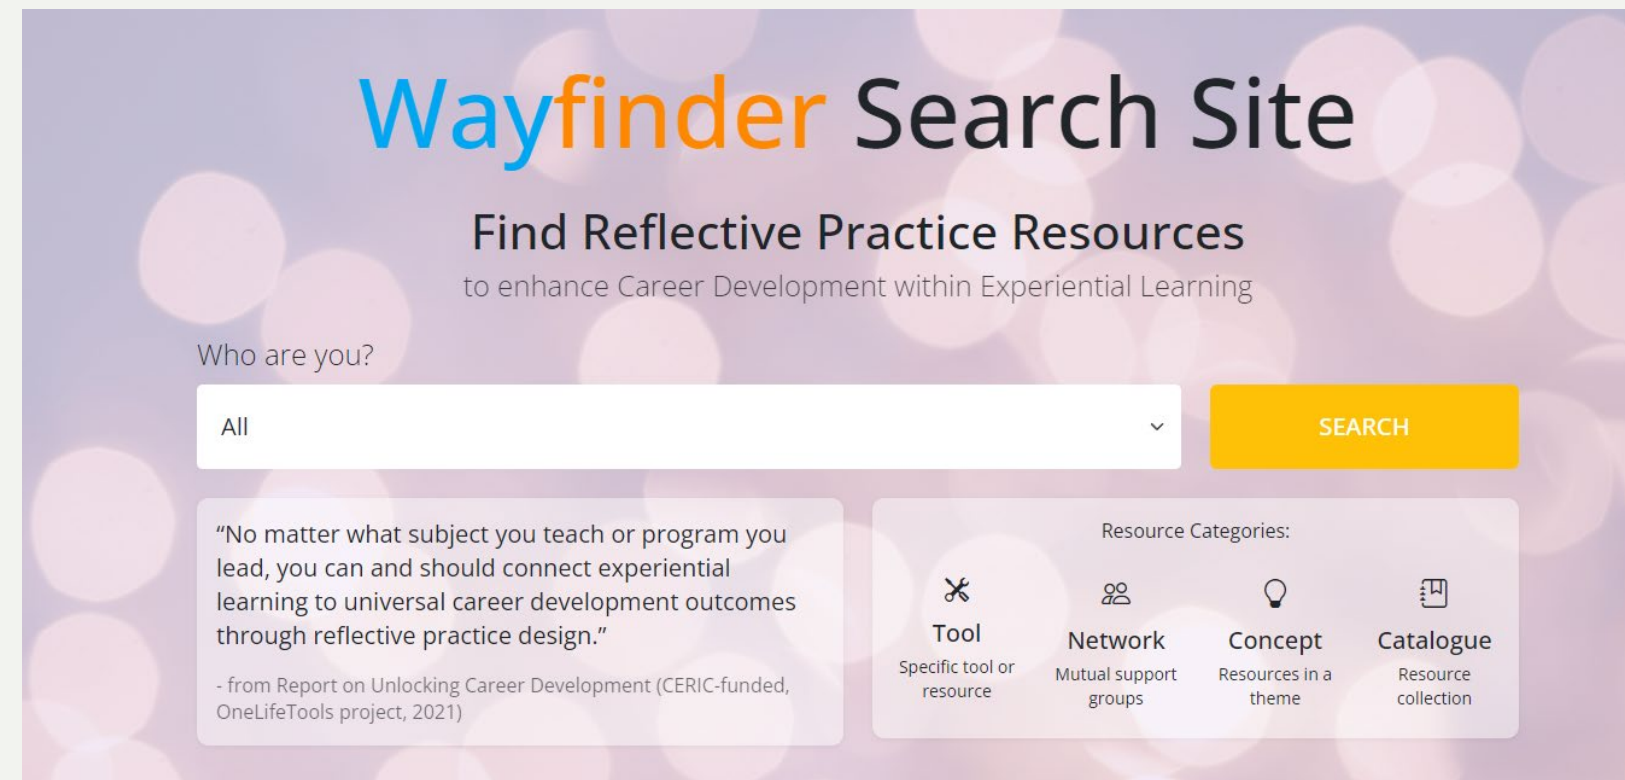 Wayfinder Search Site
Find Reflective Practice Resources
to enhance Career Development within Experiential Learning
Who are you?
All
SEARCH
“No matter what subject you teach or program you
lead, you can and should connect experiential
learning to universal career development outcomes
through reflective practice design.”
- from Report on Unlocking Career Development (CERIC-funded,
OneLifeTools project, 2021)
Resource Categories:
Tool
Specific tool or
resource
Network
Mutual support
groups
Concept
Resources in a
theme
Catalogue
Resource
collection